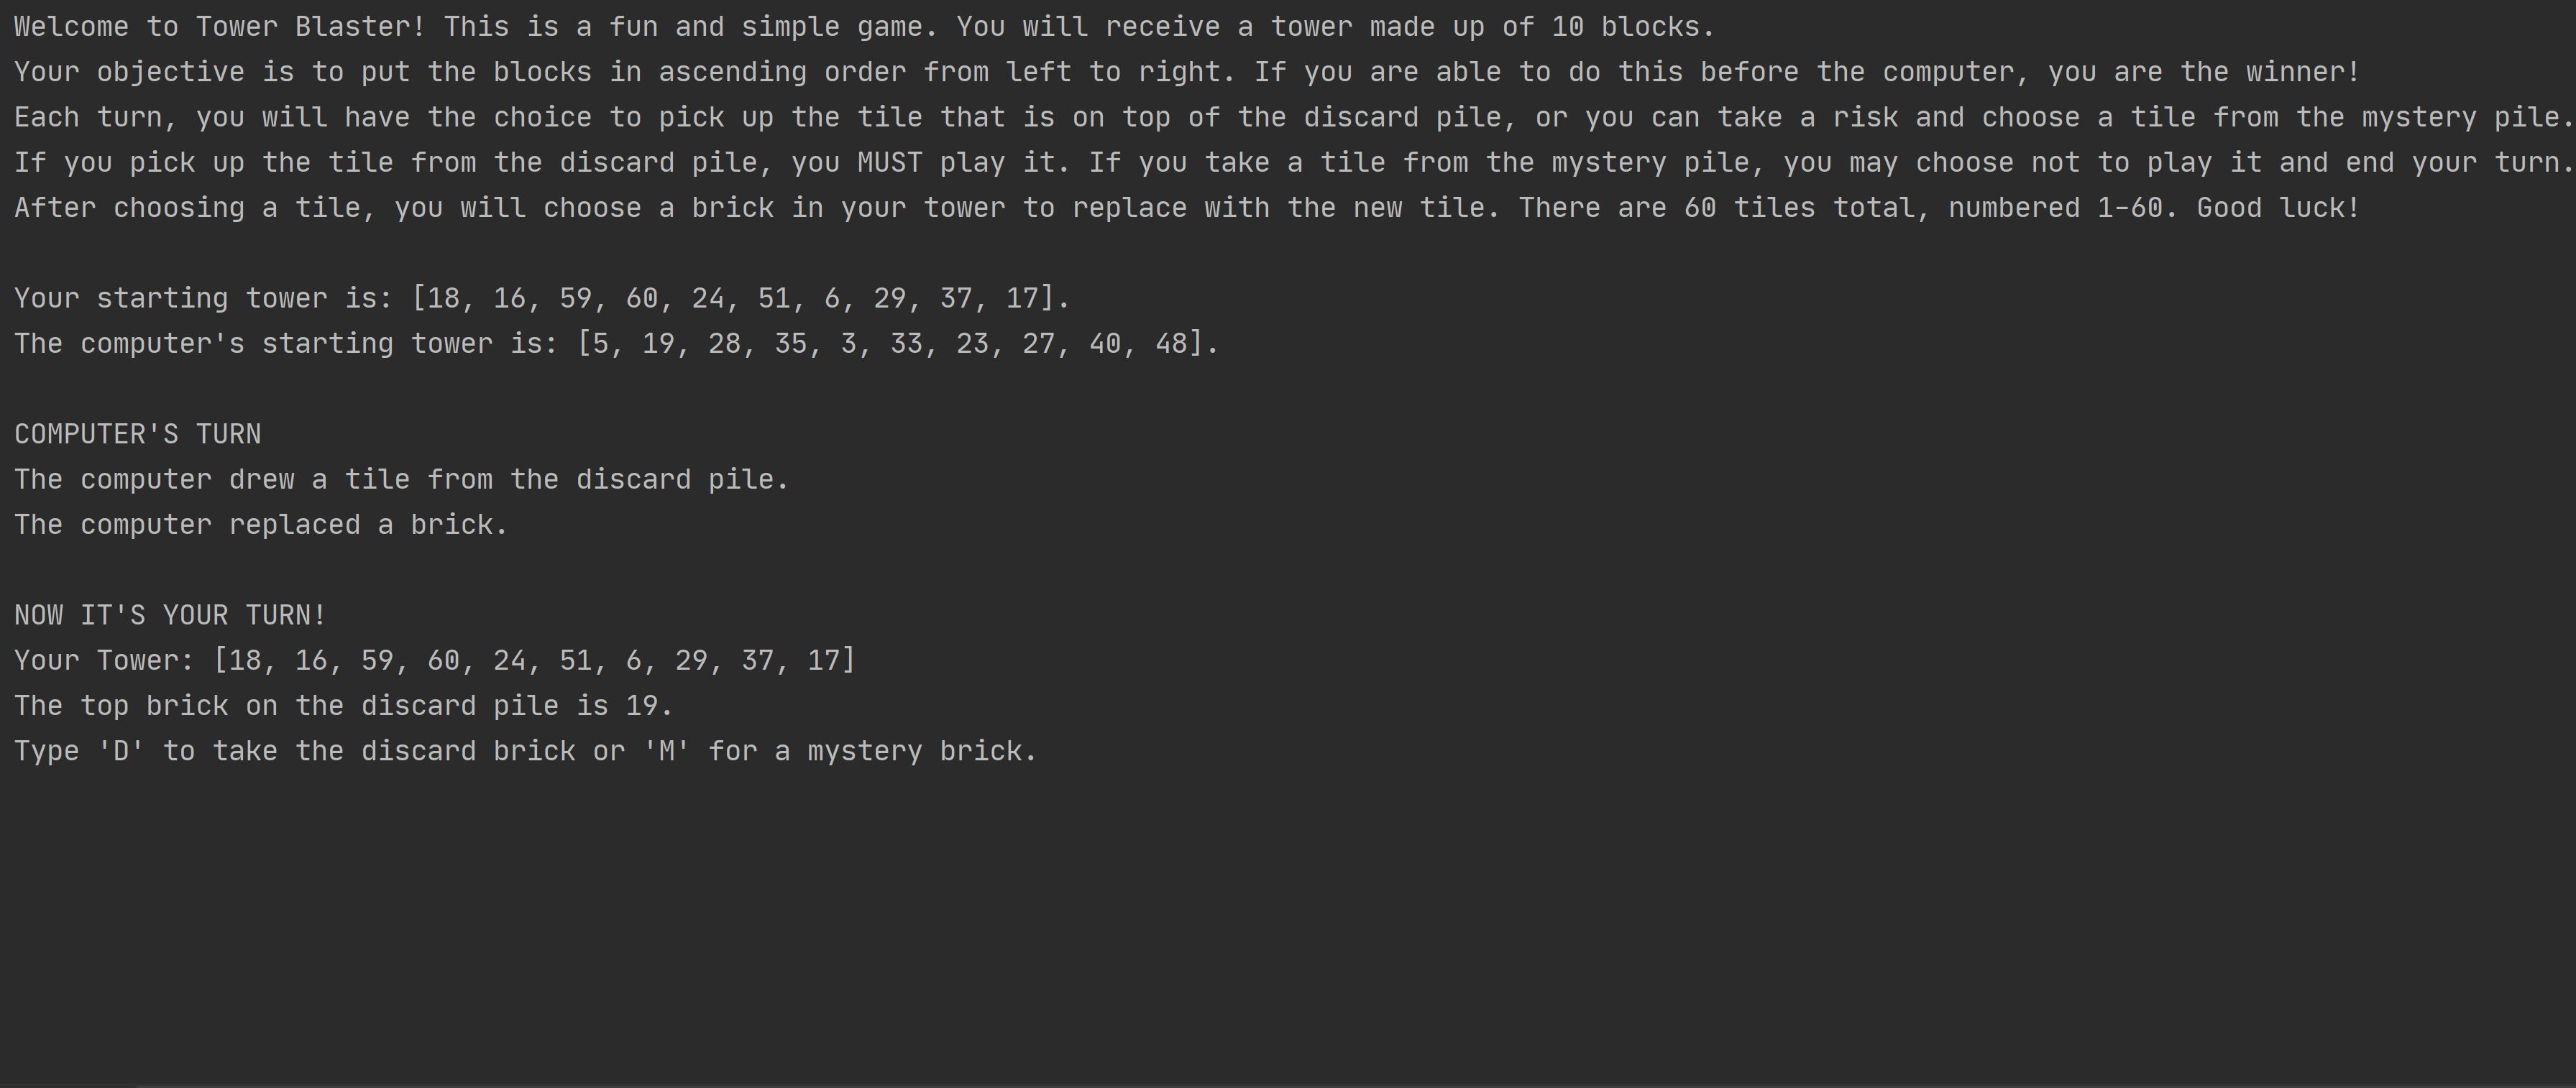 Welcome to Tower Blaster! This is a fun and simple game. You will receive a tower made up of 10 blocks.
Your objective is to put the blocks in ascending order from left to right. If you are able to do this before the computer, you are the winner!
Each turn, you will have the choice to pick up the tile that is on top of the discard pile, or you can take a risk and choose a tile from the mystery pile.
If you pick up the tile from the discard pile, you MUST play it. If you take a tile from the mystery pile, you may choose not to play it and end your turn.
After choosing a tile, you will choose a brick in your tower to replace with the new tile. There are 60 tiles total, numbered 1-60. Good luck!
Your starting tower is: [18, 16, 59, 60, 24, 51, 6, 29, 37, 17].
The computer's starting tower is: [5, 19, 28, 35, 3, 33, 23, 27, 40, 48].
COMPUTER'S TURN
The computer drew a tile from the discard pile.
The computer replaced a brick.
NOW IT'S YOUR TURN!
Your Tower: [18, 16, 59, 60, 24, 51, 6, 29, 37, 17]
The top brick on the discard pile is 19.
Type 'D' to take the discard brick or 'M' for a mystery brick.